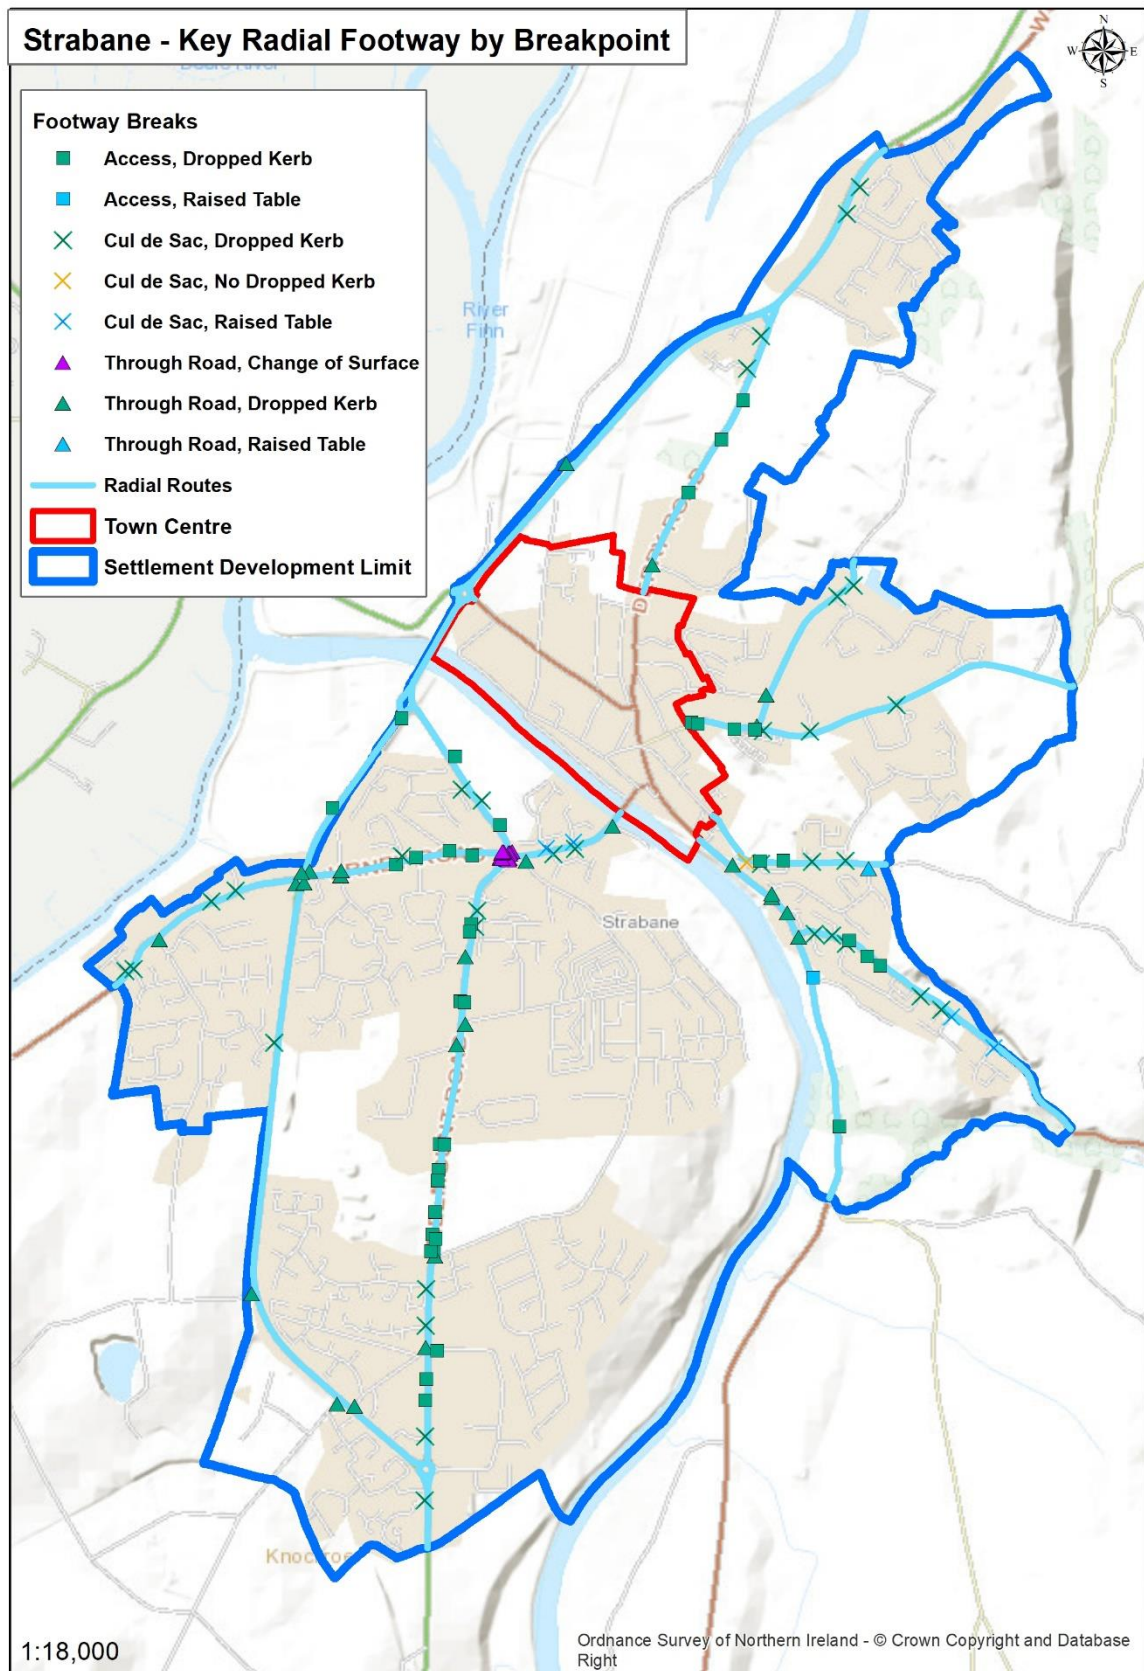 Strabane - Key Radial Footway by Breakpoint
N
W
E
S
Footway Breaks
Access, Dropped Kerb
Access, Raised Table
Cul de Sac, Dropped Kerb
Cul de Sac, No Dropped Kerb
Cul de Sac, Raised Table
Through Road, Change of Surface
Through Road, Dropped Kerb
Through Road, Raised Table
Radial Routes
Town Centre
Settlement Development Limit
River
Finn
Strabane
1:18,000
Ordnance Survey of Northern Ireland - © Crown Copyright and Database
Right